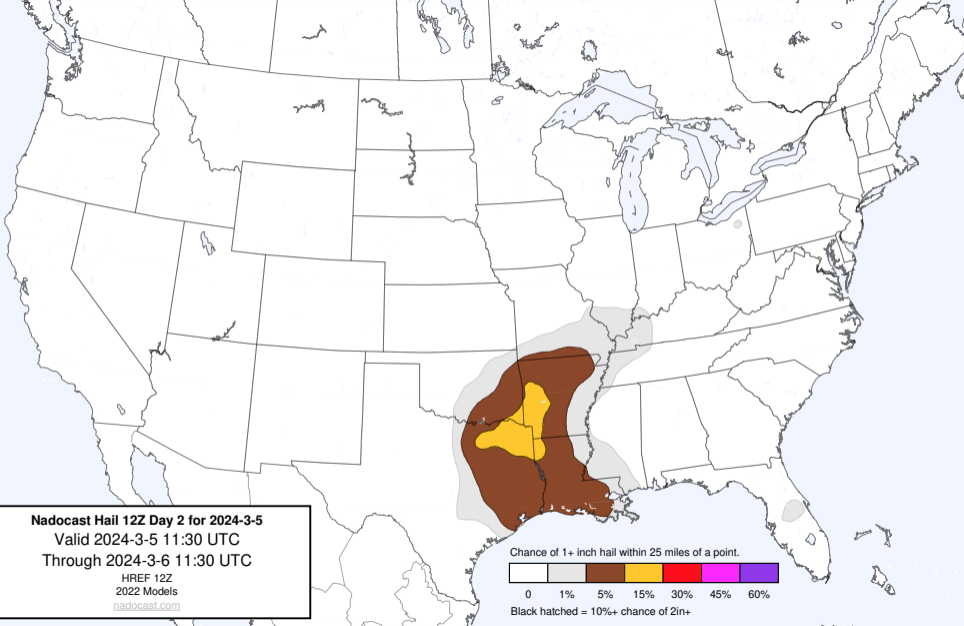 Nadocast Hail 12Z Day 2 for 2024-3-5
Valid 2024-3-5 11:30 UTC
Through 2024-3-6 11:30 UTC
HREF 12Z
2022 Models
nadocast.com
Chance of 1+ inch hail within 25 miles of a point.
0 1% 5% 15% 30% 45% 60%
Black hatched = 10%+ chance of 2in+